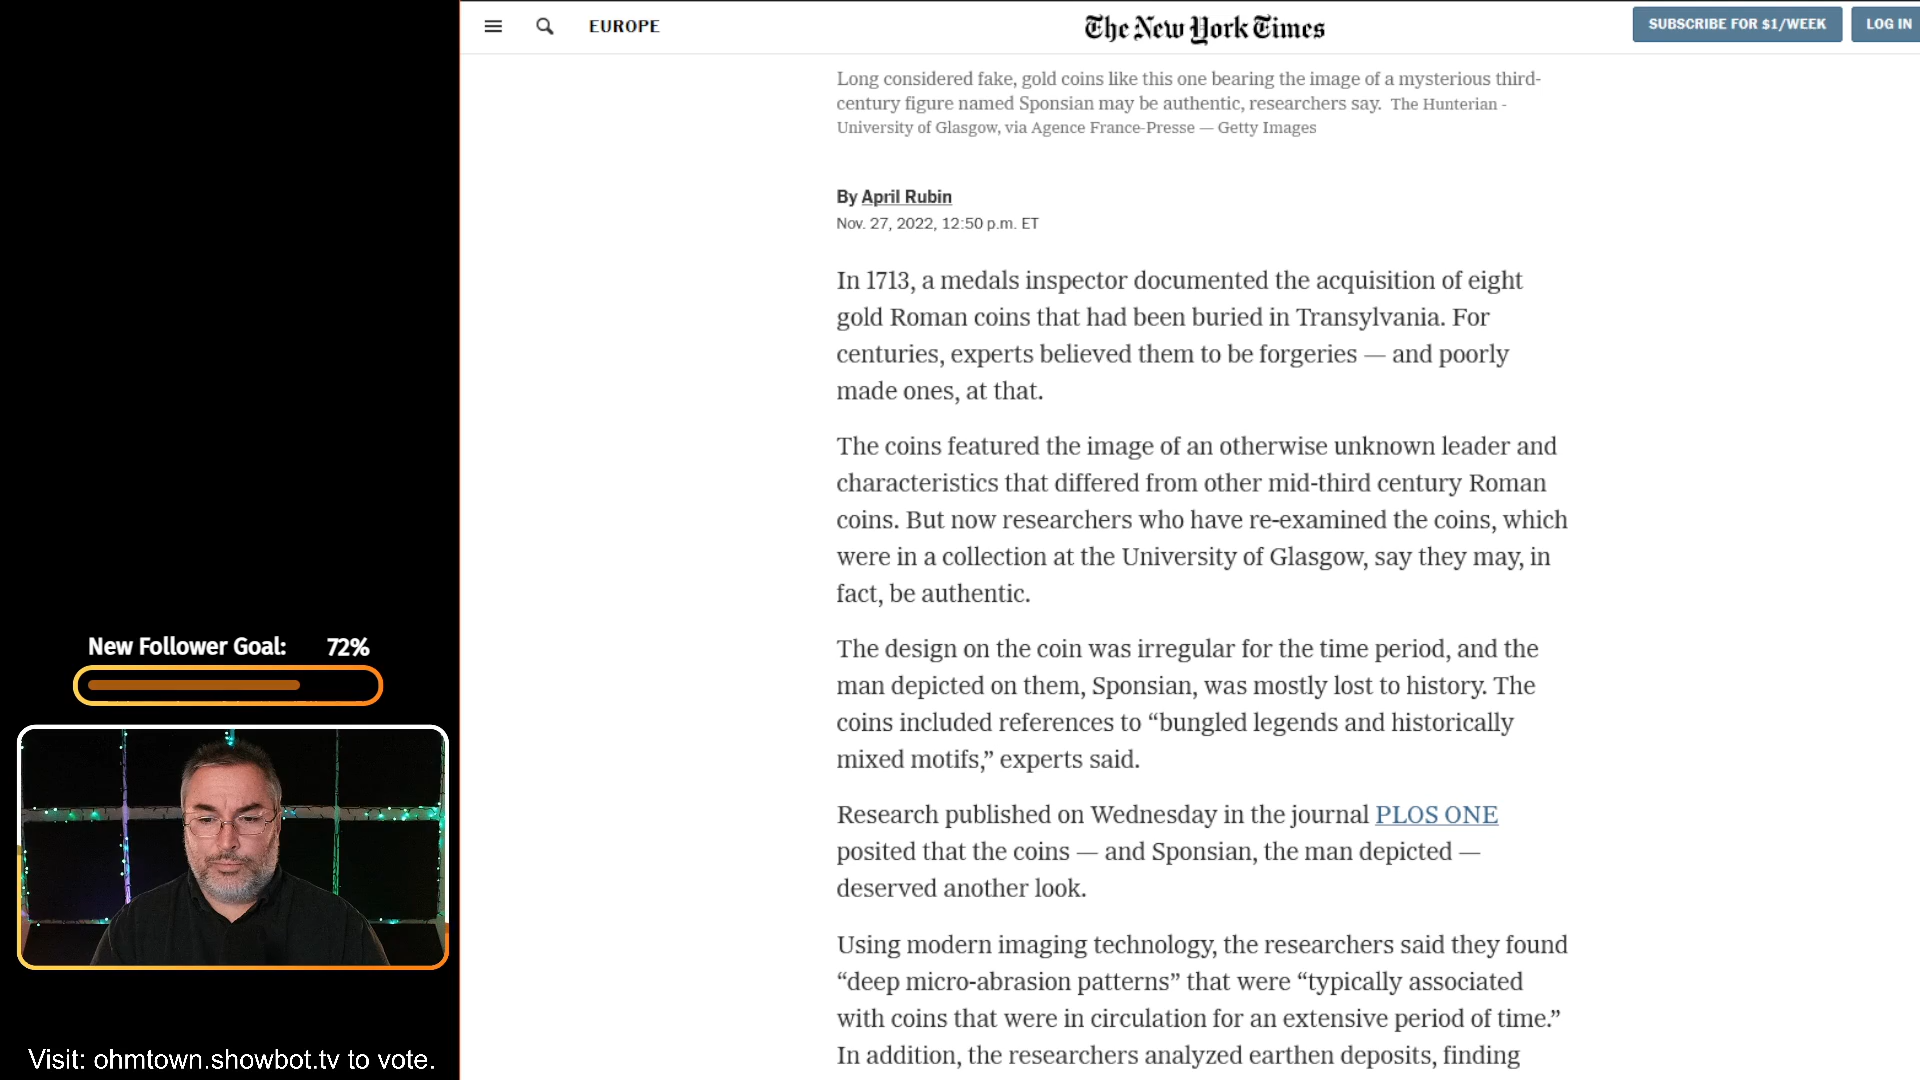 EUROPE
The New York Times
SUBSCRIBE FOR $1/WEEK
LOG IN
Long considered fake, gold coins like this one bearing the image of a mysterious third-
century figure named Sponsian may be authentic, researchers say. The Hunterian -
University of Glasgow, via Agence France-Presse — Getty Images
By April Rubin
Nov. 27, 2022, 12:50 p.m. ET
In 1713, a medals inspector documented the acquisition of eight
gold Roman coins that had been buried in Transylvania. For
centuries, experts believed them to be forgeries — and poorly
made ones, at that.
The coins featured the image of an otherwise unknown leader and
characteristics that differed from other mid-third century Roman
coins. But now researchers who have re-examined the coins, which
were in a collection at the University of Glasgow, say they may, in
fact, be authentic.
The design on the coin was irregular for the time period, and the
man depicted on them, Sponsian, was mostly lost to history. The
coins included references to “bungled legends and historically
mixed motifs,” experts said.
Research published on Wednesday in the journal PLOS ONE
posited that the coins — and Sponsian, the man depicted —
deserved another look.
Using modern imaging technology, the researchers said they found
“deep micro-abrasion patterns” that were “typically associated
with coins that were in circulation for an extensive period of time.”
In addition, the researchers analyzed earthen deposits, finding
New Follower Goal: 72%
Visit: ohmtown.showbot.tv to vote.